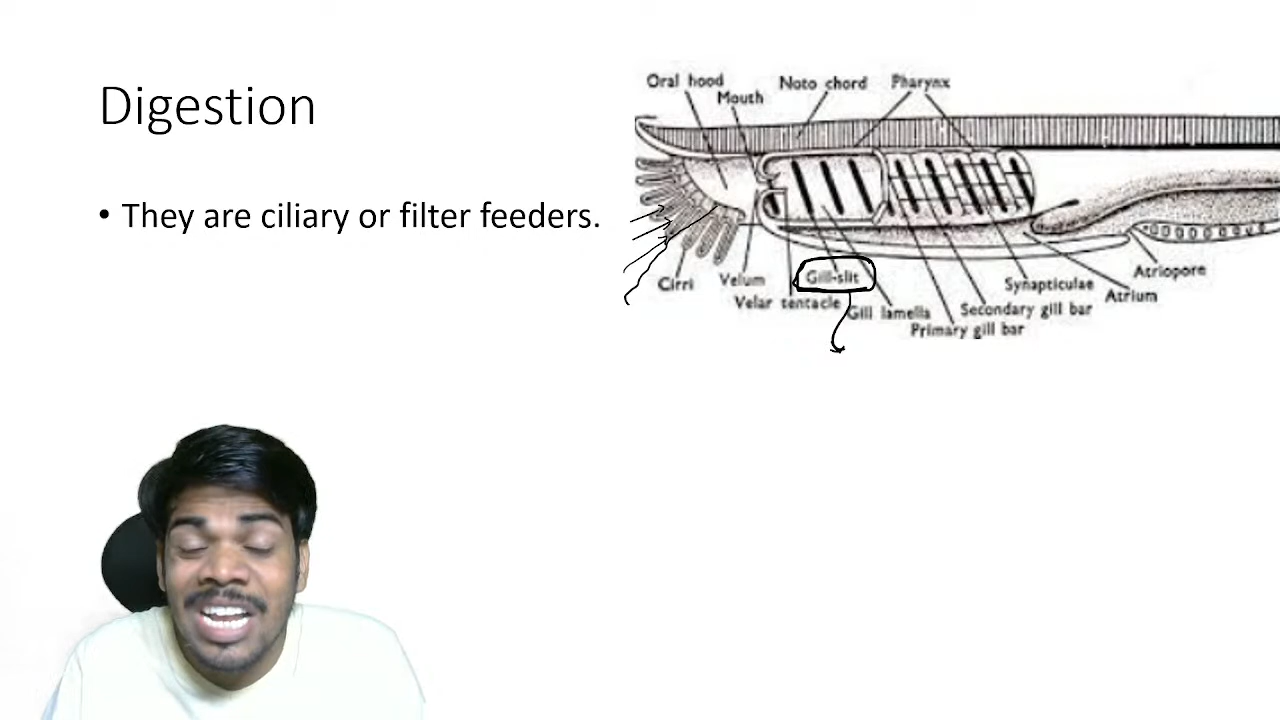 Digestion
• They are ciliary or filter feeders.
Oral hood
Mouth
Noto chord
Pharynx
Cirri
Velum
Velar tentacle
Gill-slit
Gill lamella
Primary gill bar
Secondary gill bar
Synapticulae
Atrium
Atriopore